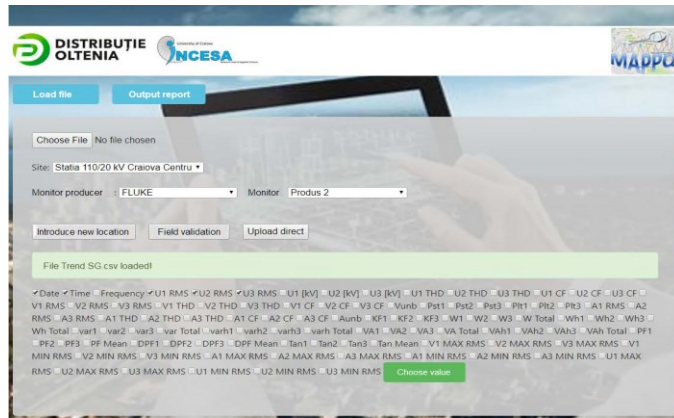 DISTRIBUȚIE
OLTENIA
University of Craiova
INCESA
MAPPQ
Load file Output report
Choose File No file chosen
Site: Statia 110/20 kV Craiova Centru
Monitor producer : FLUKE Monitor Produs 2
Introduce new location Field validation Upload direct
File Trend SG.csv loaded!
Date Time Frequency U1 RMS U2 RMS U3 RMS U1 [kV] U2 [kV] U3 [kV] U1 THD U2 THD U3 THD U1 CF U2 CF U3 CF
V1 RMS V2 RMS V3 RMS V1 THD V2 THD V3 THD V1 CF V2 CF V3 CF Vunb Pst1 Pst2 Pst3 Plt1 Plt2 Plt3 A1 RMS A2
RMS A3 RMS A1 THD A2 THD A3 THD A1 CF A2 CF A3 CF Aunb KF1 KF2 KF3 W1 W2 W3 W Total Wh1 Wh2 Wh3
Wh Total var1 var2 var3 var Total varh1 varh2 varh3 varh Total VA1 VA2 VA3 VA Total VAh1 VAh2 VAh3 VAh Total PF1
PF2 PF3 PF Mean DPF1 DPF2 DPF3 DPF Mean Tan1 Tan2 Tan3 Tan Mean V1 MAX RMS V2 MAX RMS V3 MAX RMS V1
MIN RMS V2 MIN RMS V3 MIN RMS A1 MAX RMS A2 MAX RMS A3 MAX RMS A1 MIN RMS A2 MIN RMS A3 MIN RMS U1 MAX
RMS U2 MAX RMS U3 MAX RMS U1 MIN RMS U2 MIN RMS U3 MIN RMS Choose value